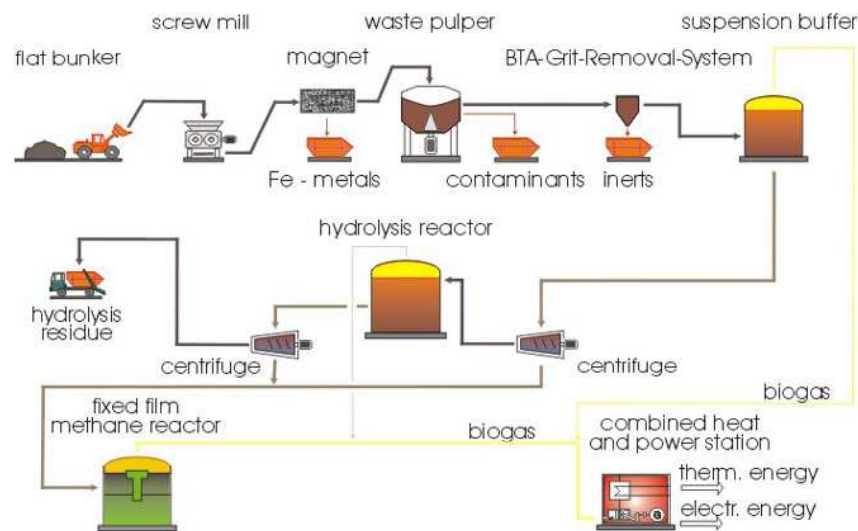 screw mill
waste pulper
suspension buffer
flat bunker
magnet
BTA-Grit-Removal-System
Fe - metals
contaminants
inerts
hydrolysis reactor
hydrolysis
residue
centrifuge
centrifuge
biogas
fixed film
methane reactor
biogas
combined heat
and power station
therm. energy
electr. energy
G